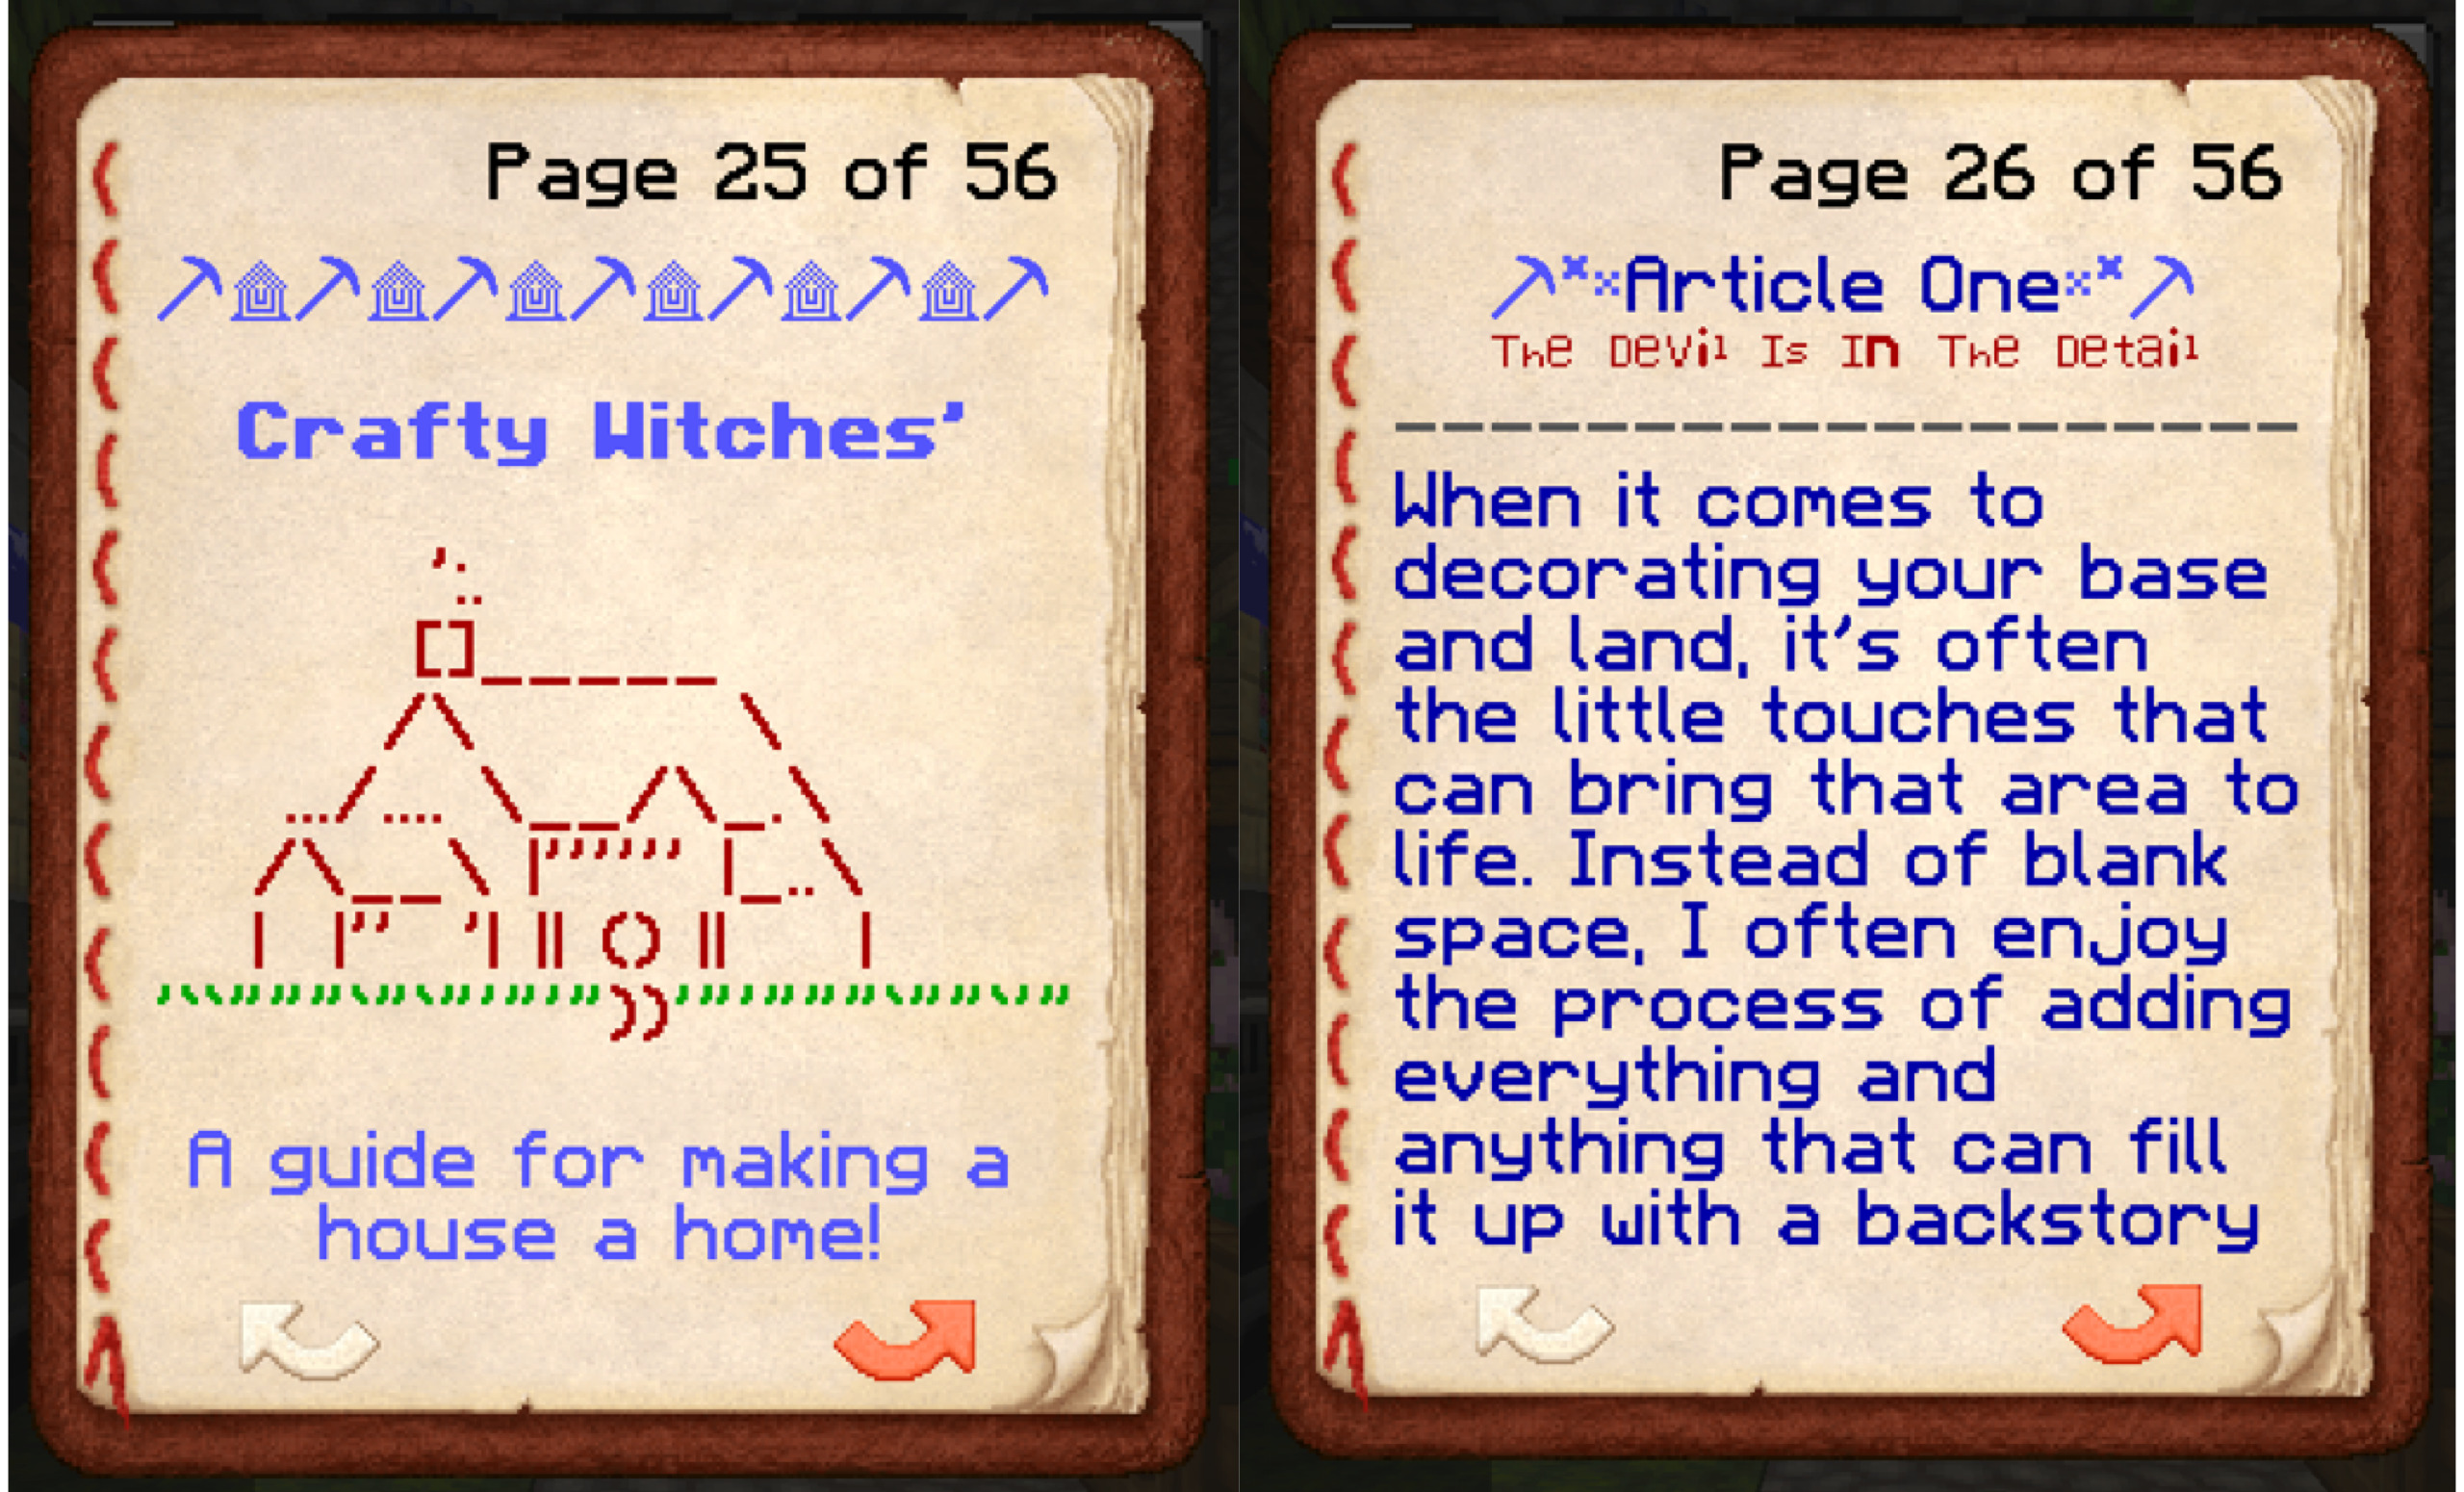 Page 25 of 56
Crafty Witches'
A guide for making a
house a home!
Page 26 of 56
Article One
The Devil Is In The Detail
When it comes to
decorating your base
and land, it's often
the little touches that
can bring that area to
life. Instead of blank
space, I often enjoy
the process of adding
everything and
anything that can fill
it up with a backstory